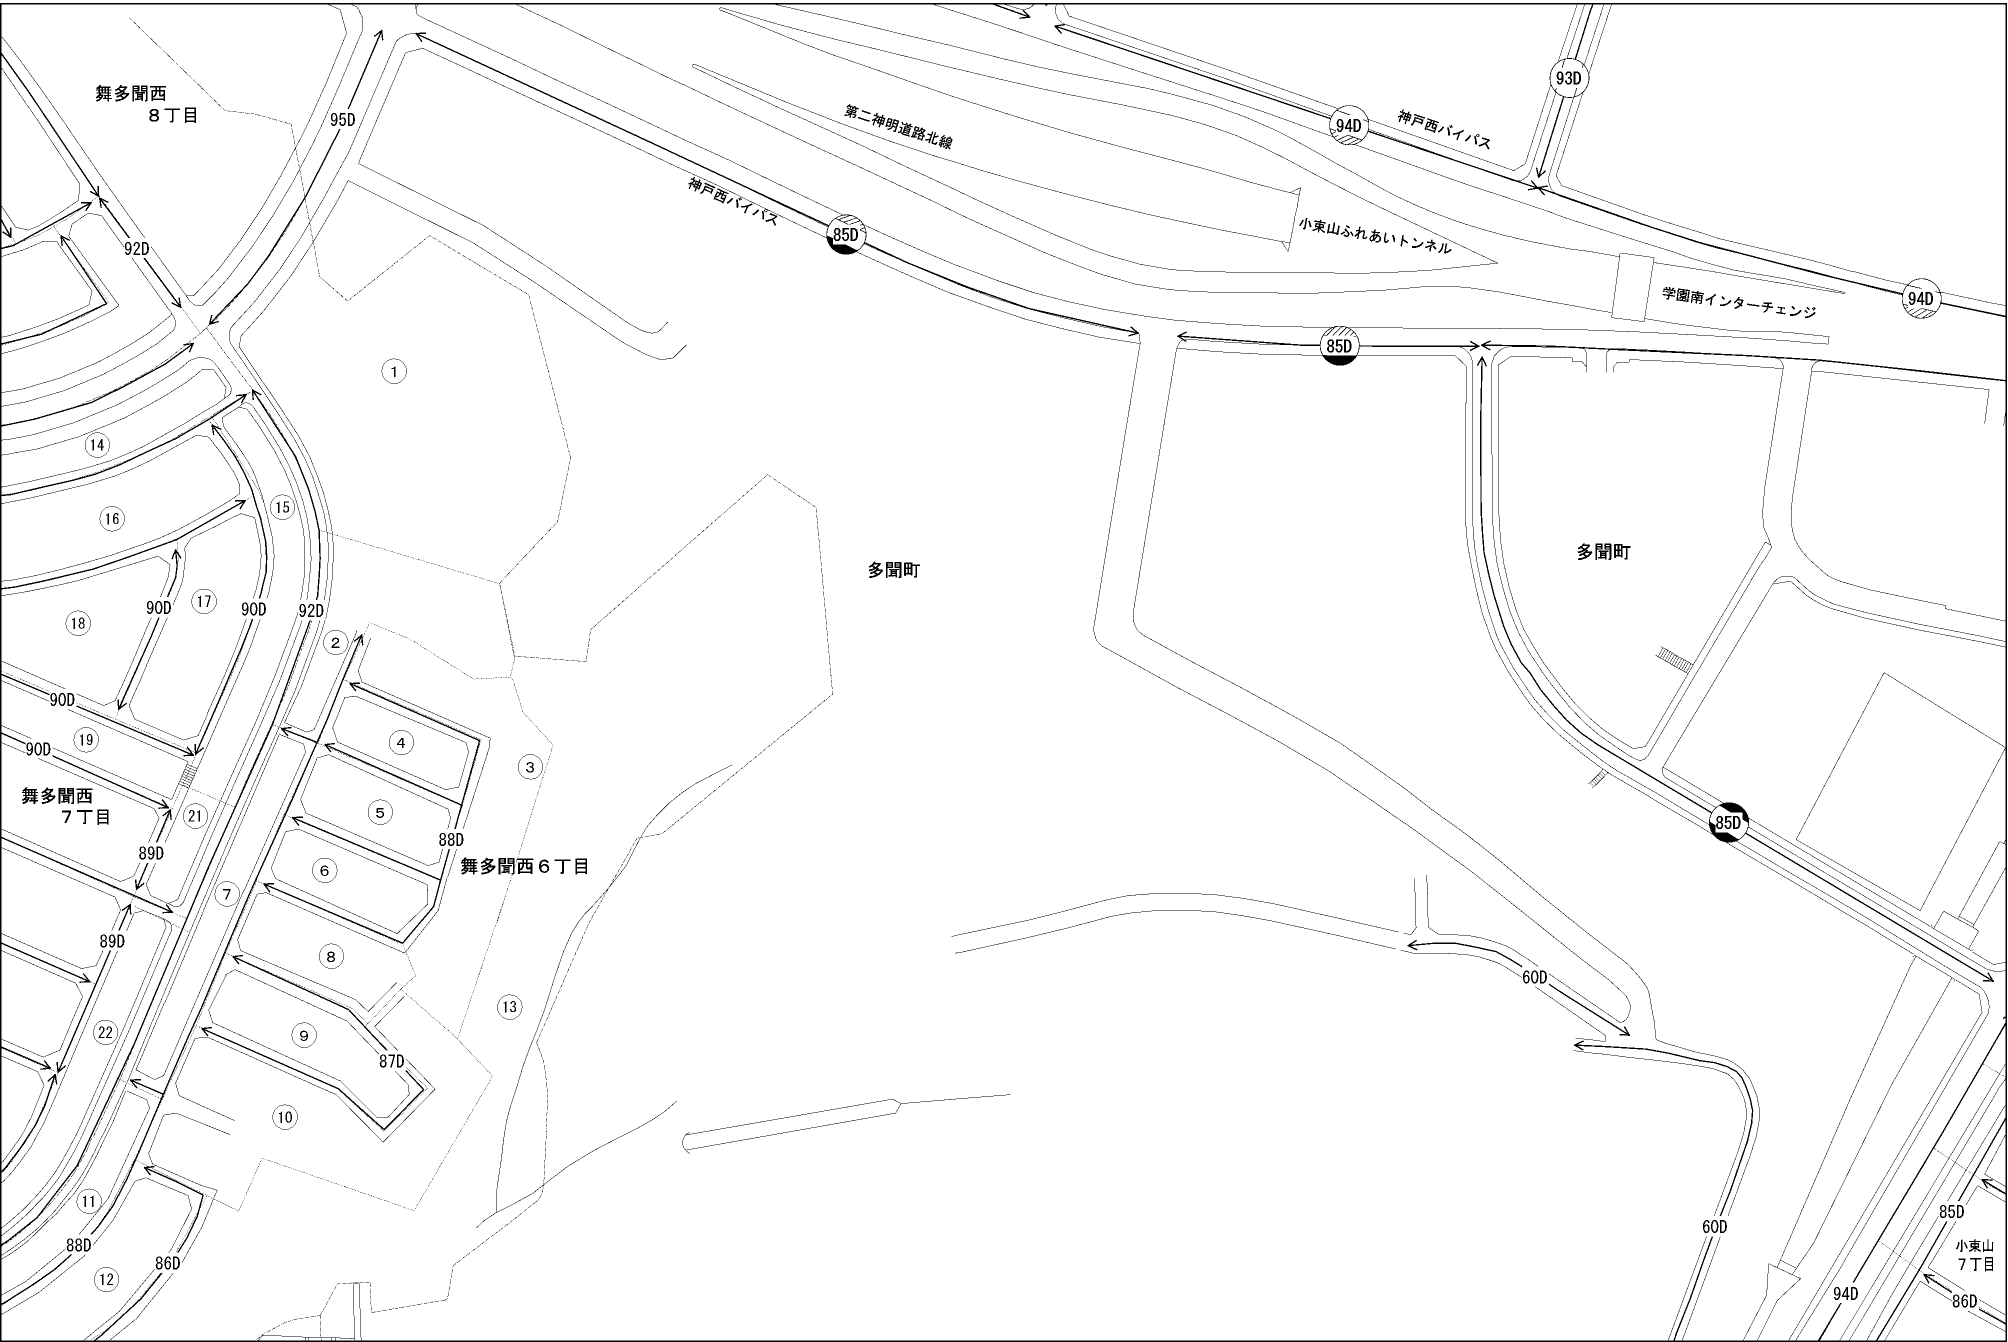 舞多聞西
８丁目
95D
92D
神戸西バイパス
85D
第二神明道路北線
94D
神戸西バイパス
93D
小東山ふれあいトンネル
学園南インターチェンジ
94D
85D
①
⑭
⑮
⑯
多聞町
多聞町
90D
⑰
90D
92D
⑱
②
90D
⑲
90D
④
③
舞多聞西
７丁目
㉑
⑤
85D
89D
88D
舞多聞西６丁目
⑥
⑦
89D
⑧
60D
⑬
㉒
⑨
87D
⑩
⑪
88D
86D
⑫
60D
85D
小東山
７丁目
94D
86D